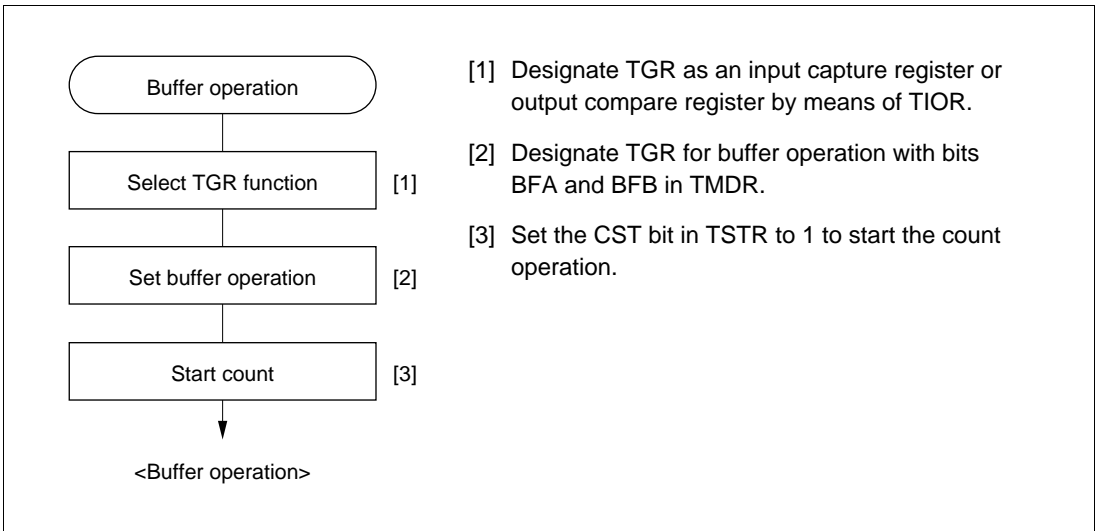 Buffer operation
Select TGR function
[1]
Set buffer operation
[2]
Start count
[3]
<Buffer operation>
[1] Designate TGR as an input capture register or
output compare register by means of TIOR.
[2] Designate TGR for buffer operation with bits
BFA and BFB in TMDR.
[3] Set the CST bit in TSTR to 1 to start the count
operation.